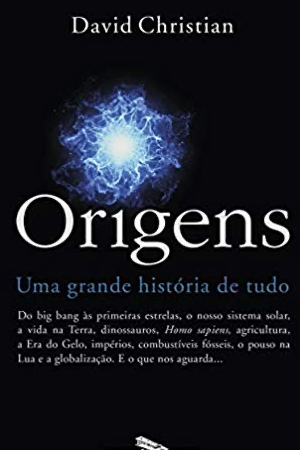 David Christian
Origens
Uma grande história de tudo
Do big bang às primeiras estrelas, o nosso sistema solar,
a vida na Terra, dinossauros, Homo sapiens, agricultura,
a Era do Gelo, impérios, combustíveis fósseis, o pouso na
Lua e a globalização. E o que nos aguarda...